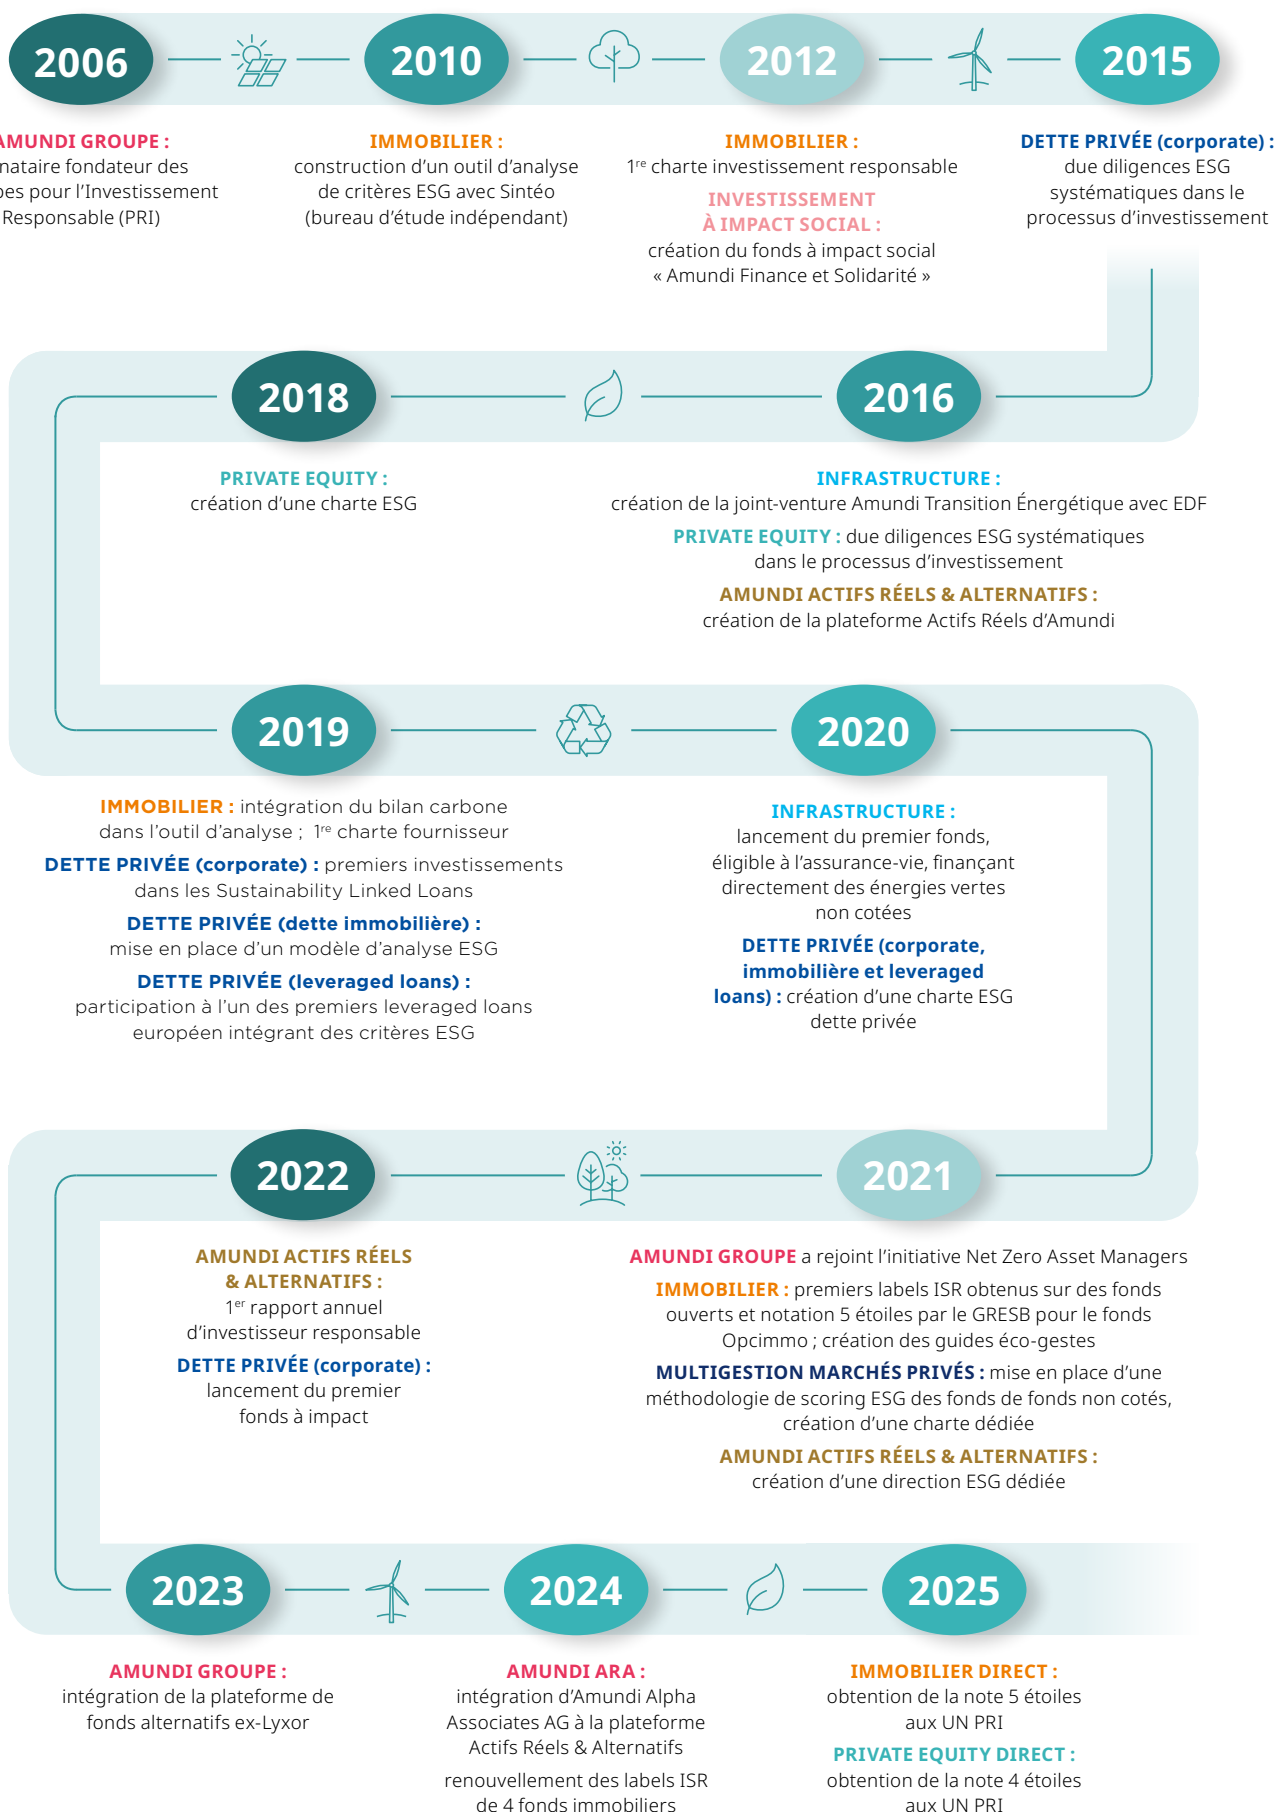 2006
2010
2012
2015
AMUNDI GROUPE :
fondateur des
pour l'Investissement
Responsable (PRI)
IMMOBILIER :
construction d'un outil d'analyse
de critères ESG avec Sintéo
(bureau d'étude indépendant)
IMMOBILIER :
1re charte investissement responsable
INVESTISSEMENT
À IMPACT SOCIAL :
création du fonds à impact social
« Amundi Finance et Solidarité »
DETTE PRIVÉE (corporate) :
due diligences ESG
systématiques dans le
processus d'investissement
2018
2016
PRIVATE EQUITY :
création d'une charte ESG
INFRASTRUCTURE :
création de la joint-venture Amundi Transition Énergétique avec EDF
PRIVATE EQUITY : due diligences ESG systématiques
dans le processus d'investissement
AMUNDI ACTIFS RÉELS & ALTERNATIFS :
création de la plateforme Actifs Réels d'Amundi
2019
2020
IMMOBILIER : intégration du bilan carbone
dans l'outil d'analyse ; 1re charte fournisseur
DETTE PRIVÉE (corporate) : premiers investissements
dans les Sustainability Linked Loans
DETTE PRIVÉE (dette immobilière) :
mise en place d'un modèle d'analyse ESG
DETTE PRIVÉE (leveraged loans) :
participation à l'un des premiers leveraged loans
européen intégrant des critères ESG
INFRASTRUCTURE :
lancement du premier fonds,
éligible à l'assurance-vie, finançant
directement des énergies vertes
non cotées
DETTE PRIVÉE (corporate,
immobilière et leveraged
loans) : création d'une charte ESG
dette privée
2022
2021
AMUNDI ACTIFS RÉELS
& ALTERNATIFS :
1er rapport annuel
d'investisseur responsable
DETTE PRIVÉE (corporate) :
lancement du premier
fonds à impact
AMUNDI GROUPE a rejoint l'initiative Net Zero Asset Managers
IMMOBILIER : premiers labels ISR obtenus sur des fonds
ouverts et notation 5 étoiles par le GRESB pour le fonds
Opcimmo ; création des guides éco-gestes
MULTIGESTION MARCHÉS PRIVÉS : mise en place d'une
méthodologie de scoring ESG des fonds de fonds non cotés,
création d'une charte dédiée
AMUNDI ACTIFS RÉELS & ALTERNATIFS :
création d'une direction ESG dédiée
2023
2024
2025
AMUNDI GROUPE :
intégration de la plateforme de
fonds alternatifs ex-Lyxor
AMUNDI ARA :
intégration d'Amundi Alpha
Associates AG à la plateforme
Actifs Réels & Alternatifs
renouvellement des labels ISR
de 4 fonds immobiliers
IMMOBILIER DIRECT :
obtention de la note 5 étoiles
aux UN PRI
PRIVATE EQUITY DIRECT :
obtention de la note 4 étoiles
aux UN PRI